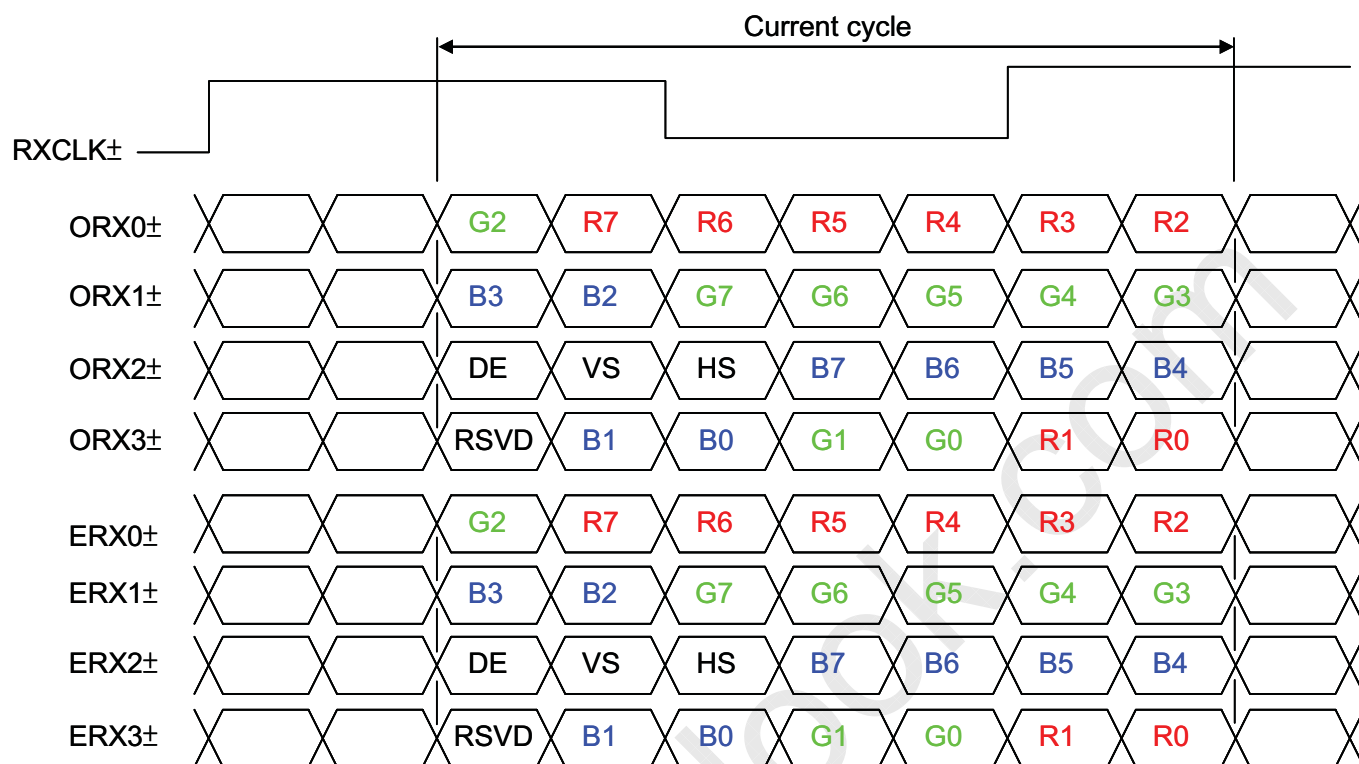 Current cycle
RXCLK±
ORX0± G2 R7 R6 R5 R4 R3 R2
ORX1± B3 B2 G7 G6 G5 G4 G3
ORX2± DE VS HS B7 B6 B5 B4
ORX3± RSVD B1 B0 G1 G0 R1 R0
ERX0± G2 R7 R6 R5 R4 R3 R2
ERX1± B3 B2 G7 G6 G5 G4 G3
ERX2± DE VS HS B7 B6 B5 B4
ERX3± RSVD B1 B0 G1 G0 R1 R0
look.com